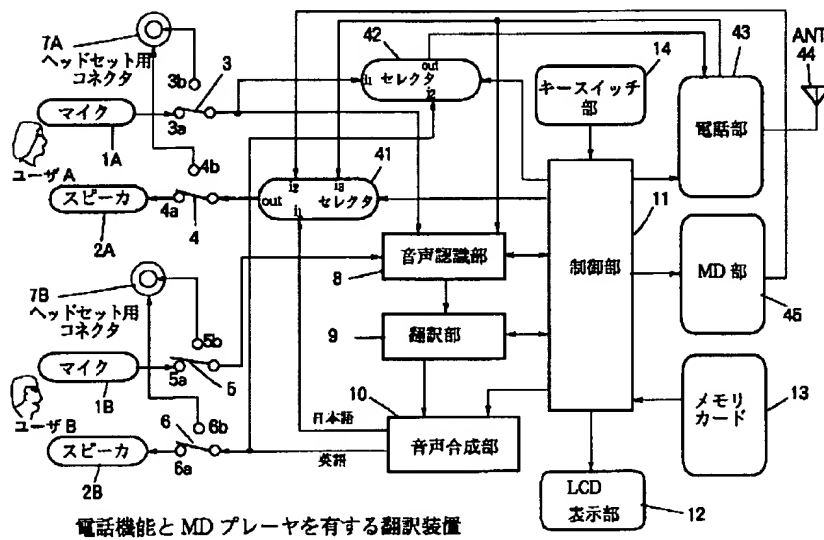 7A
ヘッドセット用
コネクタ
3b
3
マイク
3a
1A
4b
ユーザA
スピーカ
4a
4
2A
42
out
i1
セレクタ
i2
41
i2
i3
out
i1
セレクタ
14
キースイッチ
部
43
ANT
44
電話部
11
制御部
MD部
45
7B
ヘッドセット用
コネクタ
5b
マイク
5a
5
1B
6
6b
ユーザB
スピーカ
6a
2B
音声認識部
8
9
翻訳部
10
日本語
音声合成部
英語
メモリ
カード
13
LCD
表示部
12
電話機能とMDプレーヤを有する翻訳装置